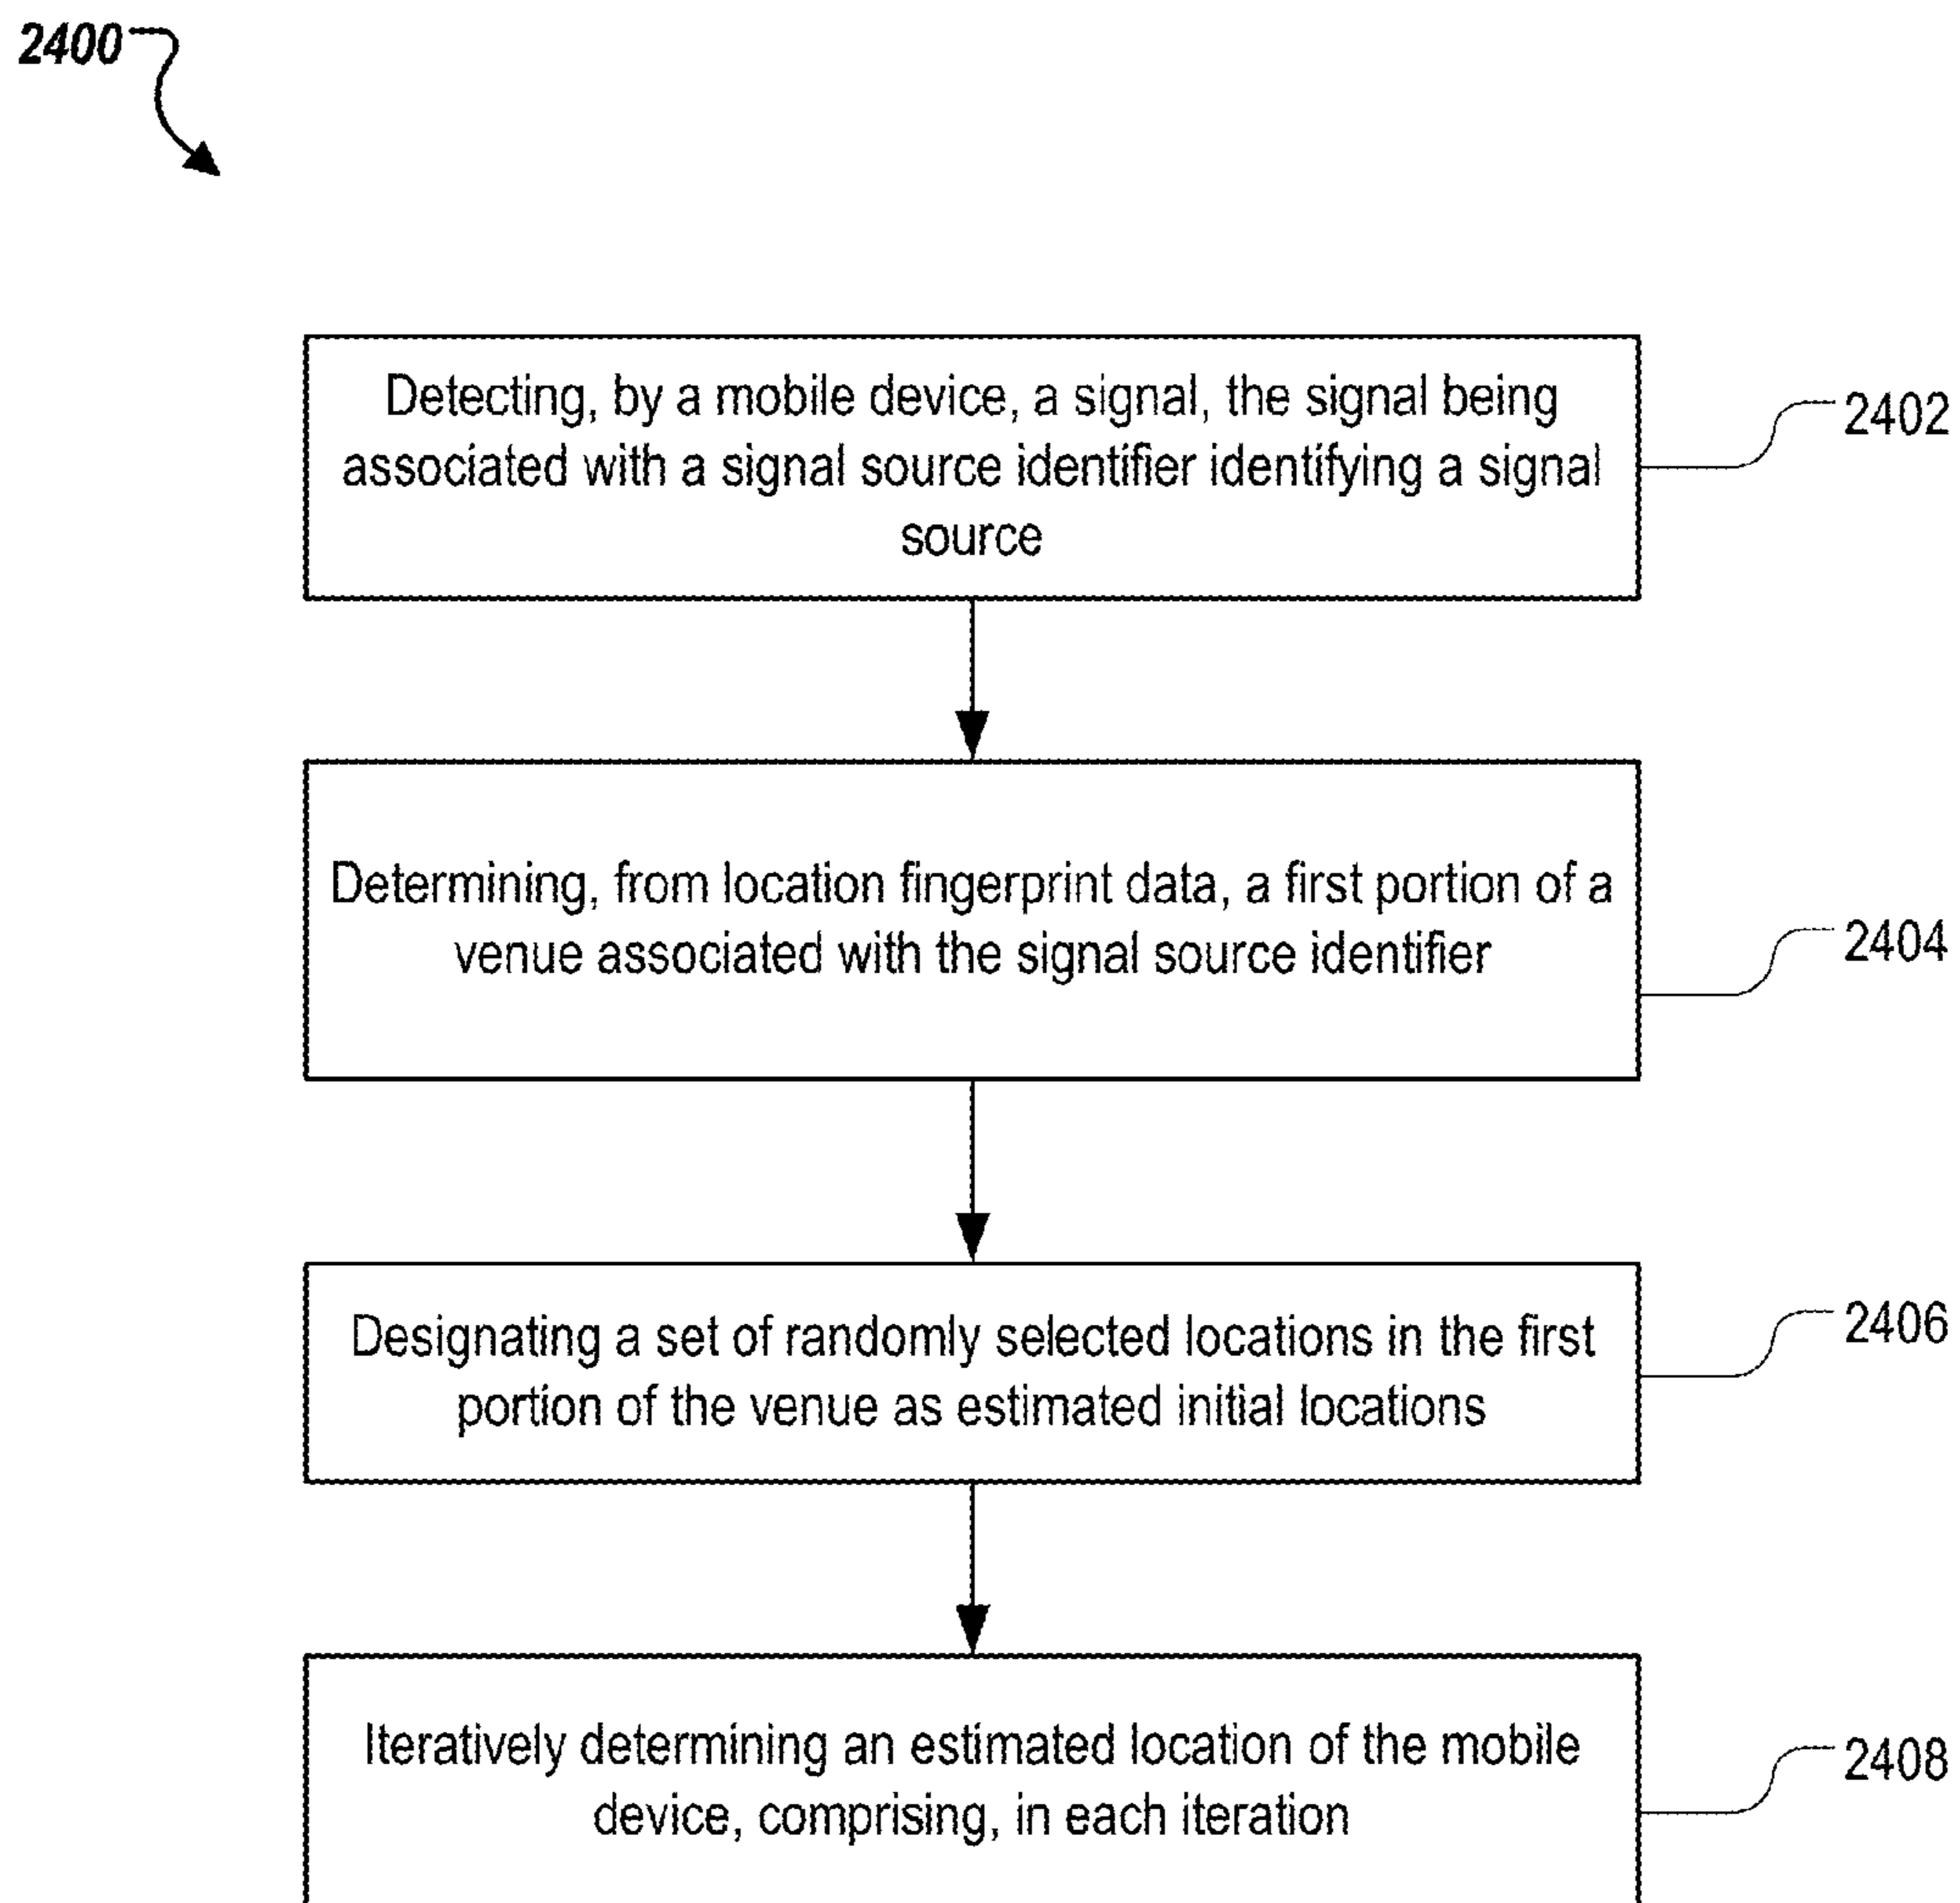 2400
Detecting, by a mobile device, a signal, the signal being
associated with a signal source identifier identifying a signal
source
2402
Determining, from location fingerprint data, a first portion of a
venue associated with the signal source identifier
2404
Designating a set of randomly selected locations in the first
portion of the venue as estimated initial locations
2406
Iteratively determining an estimated location of the mobile
device, comprising, in each iteration
2408